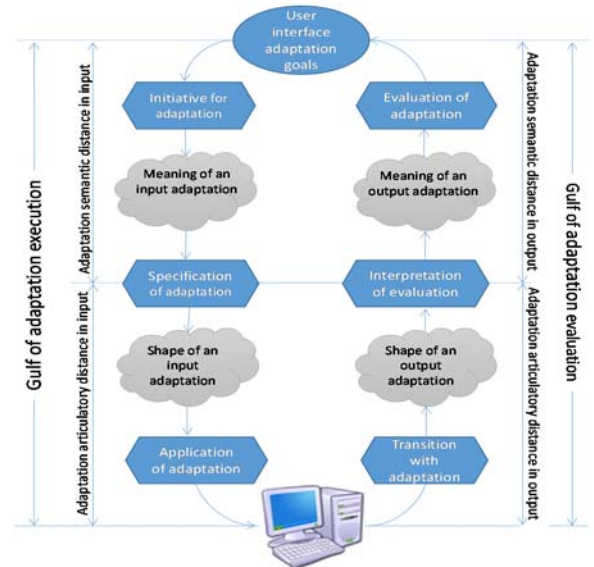 User
interface
adaptation
goals
Initiative for
adaptation
Evaluation of
adaptation
Meaning of an
input adaptation
Meaning of an
output adaptation
Specification
of adaptation
Interpretation
of evaluation
Shape of an
input
adaptation
Shape of an
output
adaptation
Application
of adaptation
Transition
with
adaptation
Gulf of adaptation execution
Adaptation semantic distance in input
Adaptation articulatory distance in input
Adaptation semantic distance in output
Adaptation articulatory distance in output
Gulf of adaptation evaluation